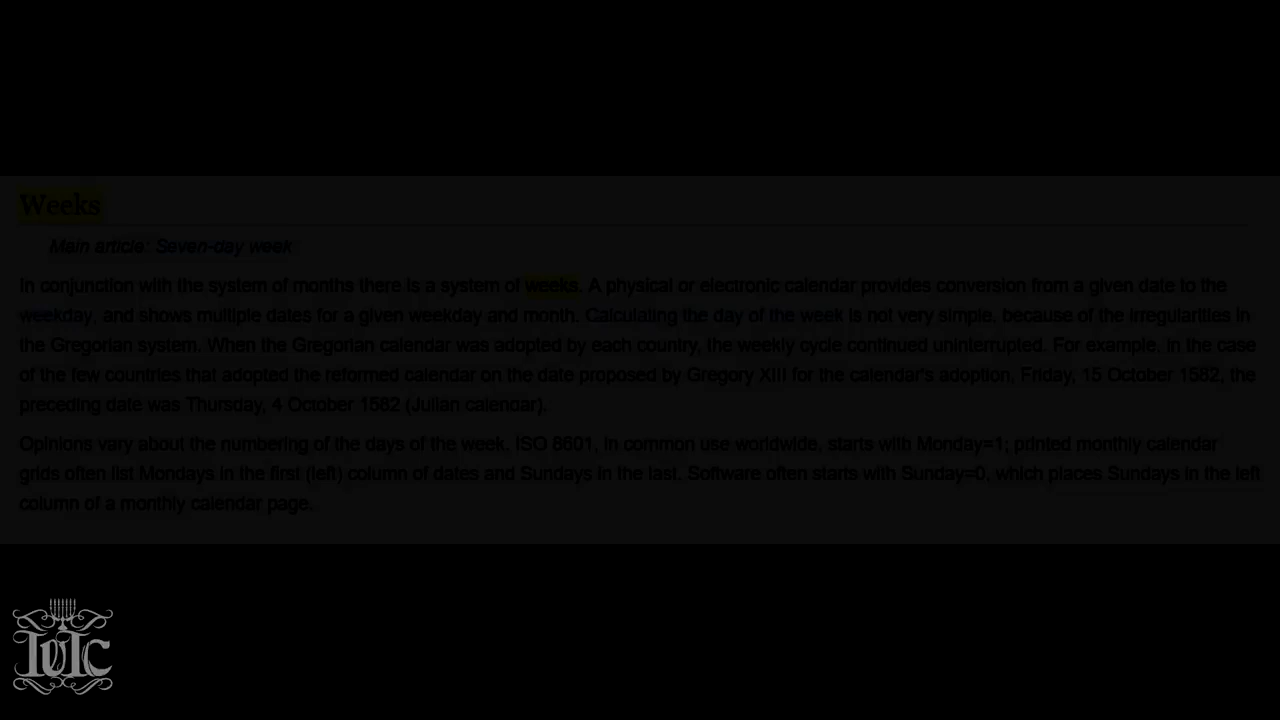 Weeks
Main article: Seven-day week
In conjunction with the system of months there is a system of weeks. A physical or electronic calendar provides conversion from a given date to the
weekday, and shows multiple dates for a given weekday and month. Calculating the day of the week is not very simple, because of the irregularities in
the Gregorian system. When the Gregorian calendar was adopted by each country, the weekly cycle continued uninterrupted. For example, in the case
of the few countries that adopted the reformed calendar on the date proposed by Gregory XIII for the calendar's adoption, Friday, 15 October 1582, the
preceding date was Thursday, 4 October 1582 (Julian calendar).
Opinions vary about the numbering of the days of the week. ISO 8601, in common use worldwide, starts with Monday=1; printed monthly calendar
grids often list Mondays in the first (left) column of dates and Sundays in the last. Software often starts with Sunday=0, which places Sundays in the left
column of a monthly calendar page.
IUIC